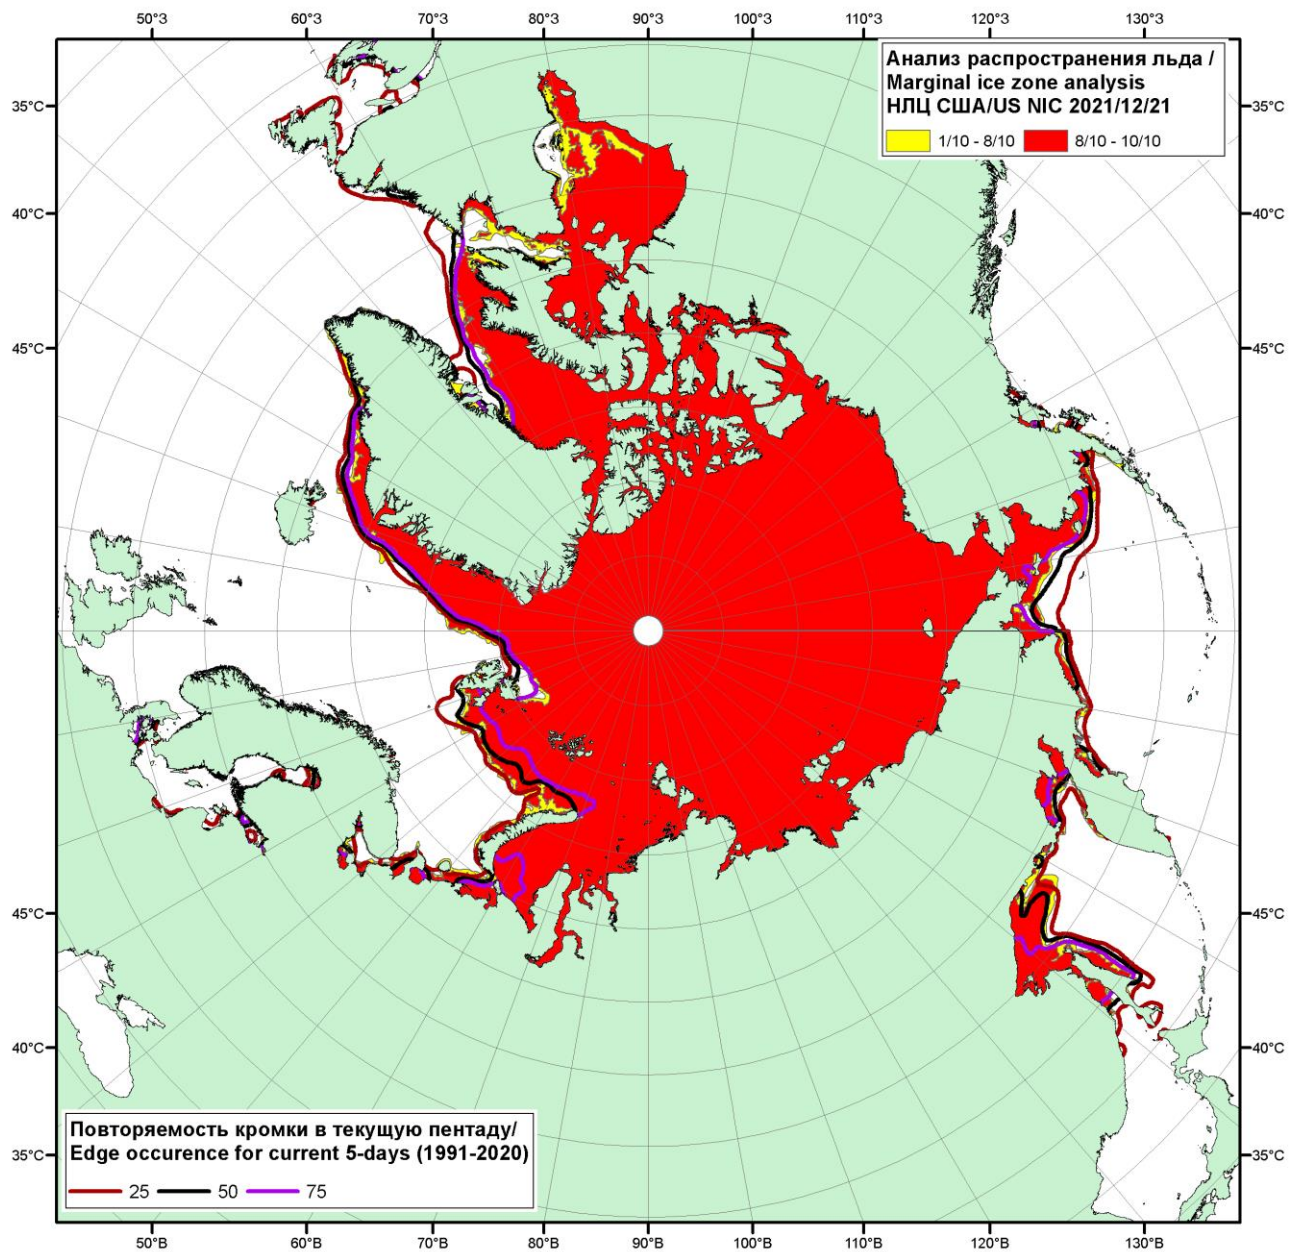 50°З 60°З 70°З 80°З 90°З 100°З 110°З 120°З 130°З
Анализ распространения льда /
Marginal ice zone analysis
НЛЦ США/US NIC 2021/12/21
1/10 - 8/10 8/10 - 10/10
35°С 35°С
40°С 40°С
45°С 45°С
45°С 45°С
40°С 40°С
35°С 35°С
Повторяемость кромки в текущую пентаду/
Edge occurence for current 5-days (1991-2020)
25 50 75
50°В 60°В 70°В 80°В 90°В 100°В 110°В 120°В 130°В